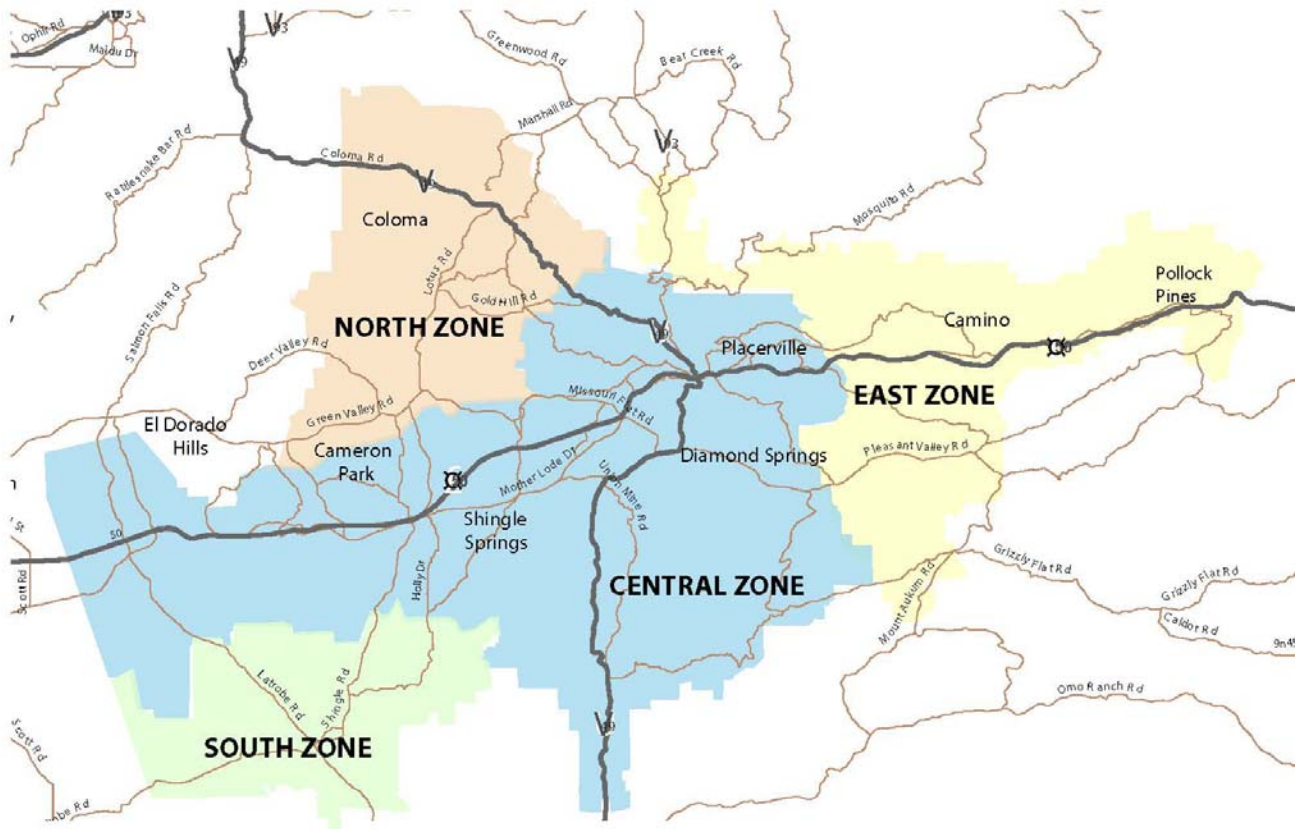 Ophir Rd
Maidu Dr
93
49
Greenwood Rd
Bear Creek Rd
Marshall Rd
Rattlesnake Bar Rd
Coloma Rd
Mosquito Rd
Coloma
Salmon Falls Rd
Lotus Rd
Gold Hill Rd
NORTH ZONE
Deer Valley Rd
Pollock
Pines
Camino
Placerville
EAST ZONE
Green Valley Rd
Missouri Flat Rd
El Dorado
Hills
Cameron
Park
Diamond Springs
Pleasant Valley Rd
Mother Lode Dr
Union Mine Rd
Shingle
Springs
50
Scott Rd
Holly Dr
CENTRAL ZONE
Mount Aukum Rd
Grizzly Flat Rd
Grizzly Flat Rd
Caldor Rd
Latrobe Rd
Shingle Rd
Omo Ranch Rd
SOUTH ZONE
Scott Rd